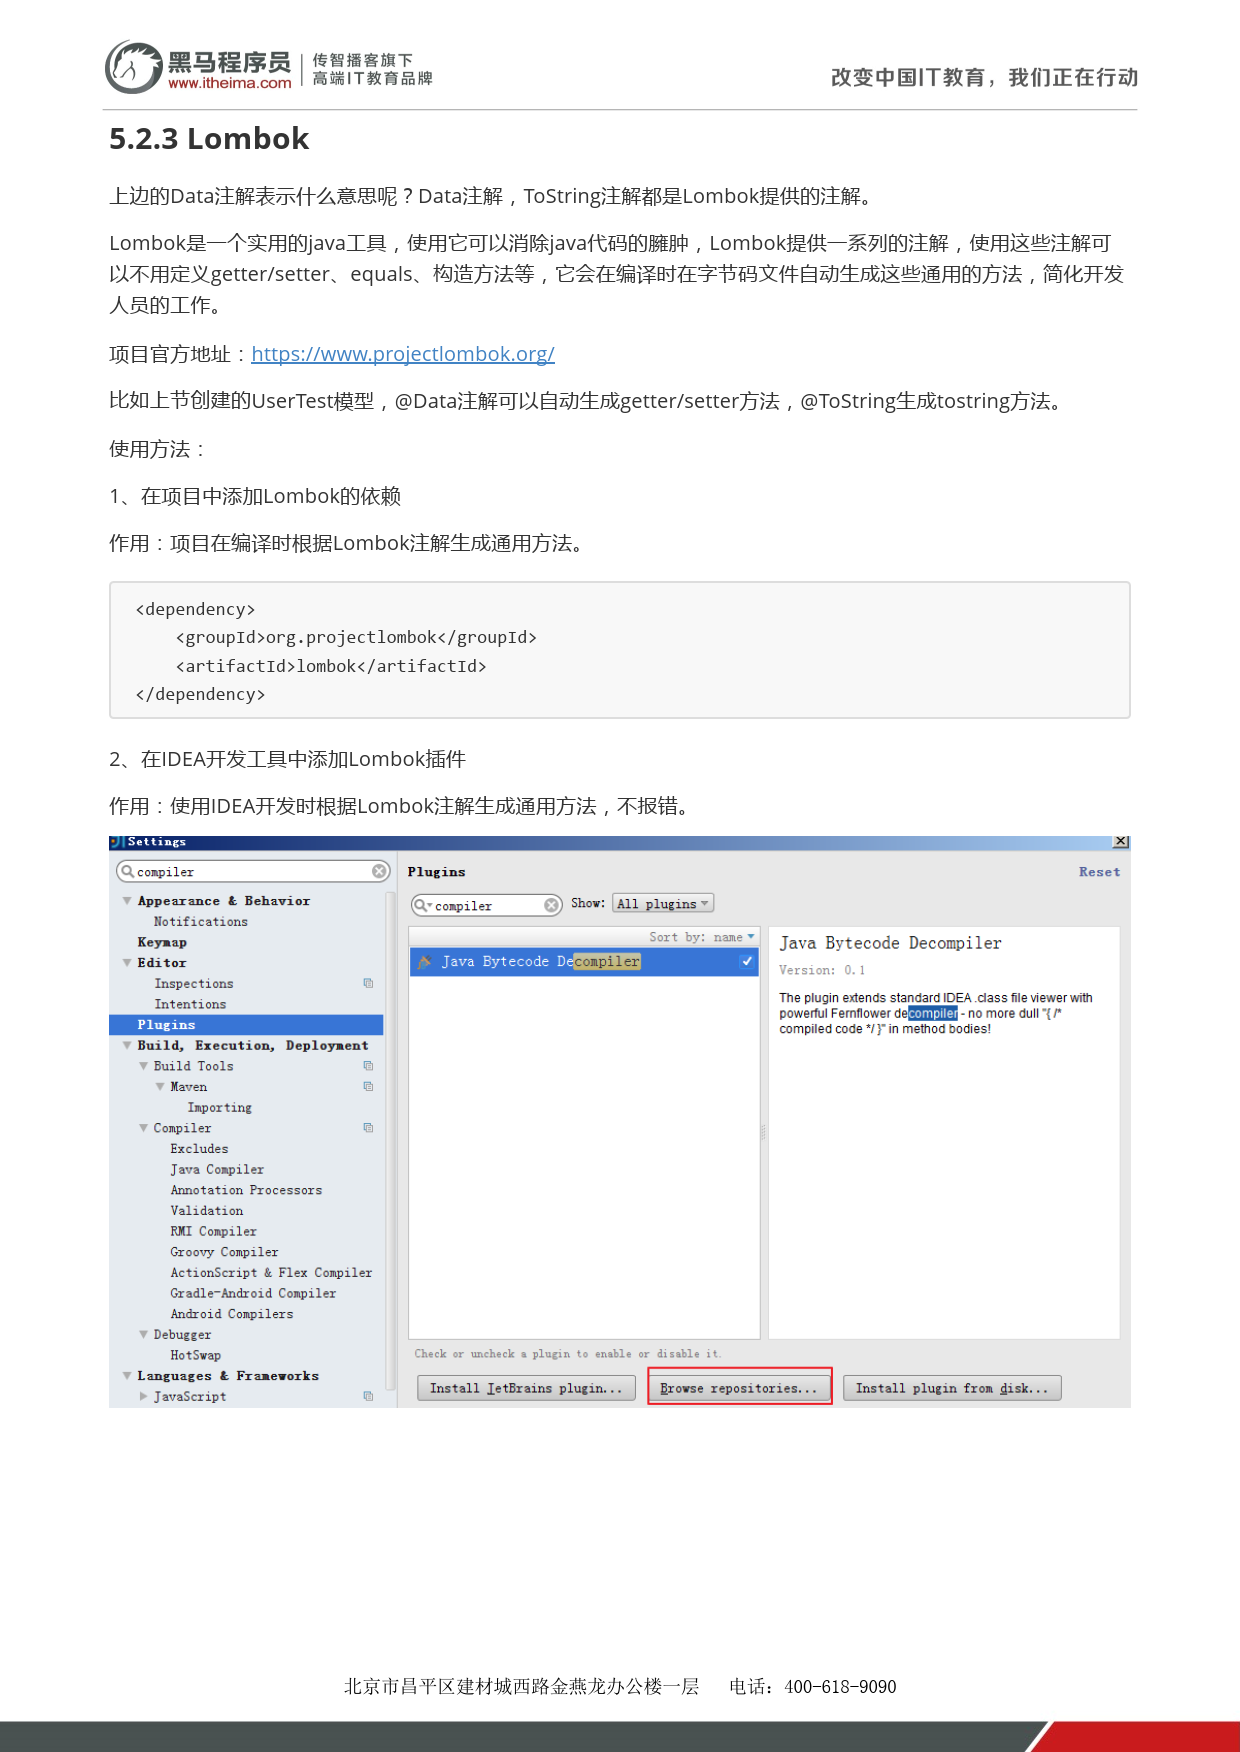 黑马程序员
www.itheima.com
传智播客旗下
高端IT教育品牌
改变中国IT教育，我们正在行动
5.2.3 Lombok
上边的Data注解表示什么意思呢？Data注解，ToString注解都是Lombok提供的注解。
Lombok是一个实用的java工具，使用它可以消除java代码的臃肿，Lombok提供一系列的注解，使用这些注解可
以不用定义getter/setter、equals、构造方法等，它会在编译时在字节码文件自动生成这些通用的方法，简化开发
人员的工作。
项目官方地址：https://www.projectlombok.org/
比如上节创建的UserTest模型，@Data注解可以自动生成getter/setter方法，@ToString生成tostring方法。
使用方法：
1、在项目中添加Lombok的依赖
作用：项目在编译时根据Lombok注解生成通用方法。
<dependency>
    <groupId>org.projectlombok</groupId>
    <artifactId>lombok</artifactId>
</dependency>
2、在IDEA开发工具中添加Lombok插件
作用：使用IDEA开发时根据Lombok注解生成通用方法，不报错。
Settings
compiler
Appearance & Behavior
Notifications
Keymap
Editor
Inspections
Intentions
Plugins
Build, Execution, Deployment
Build Tools
Maven
Importing
Compiler
Excludes
Java Compiler
Annotation Processors
Validation
RMI Compiler
Groovy Compiler
ActionScript & Flex Compiler
Gradle-Android Compiler
Android Compilers
Debugger
HotSwap
Languages & Frameworks
JavaScript
Plugins
Reset
compiler
Show: All plugins
Sort by: name
Java Bytecode Decompiler
Java Bytecode Decompiler
Version: 0.1
The plugin extends standard IDEA .class file viewer with
powerful Fernflower decompiler - no more dull "{ /*
compiled code */ }" in method bodies!
Check or uncheck a plugin to enable or disable it.
Install JetBrains plugin...
Browse repositories...
Install plugin from disk...
北京市昌平区建材城西路金燕龙办公楼一层 电话：400-618-9090